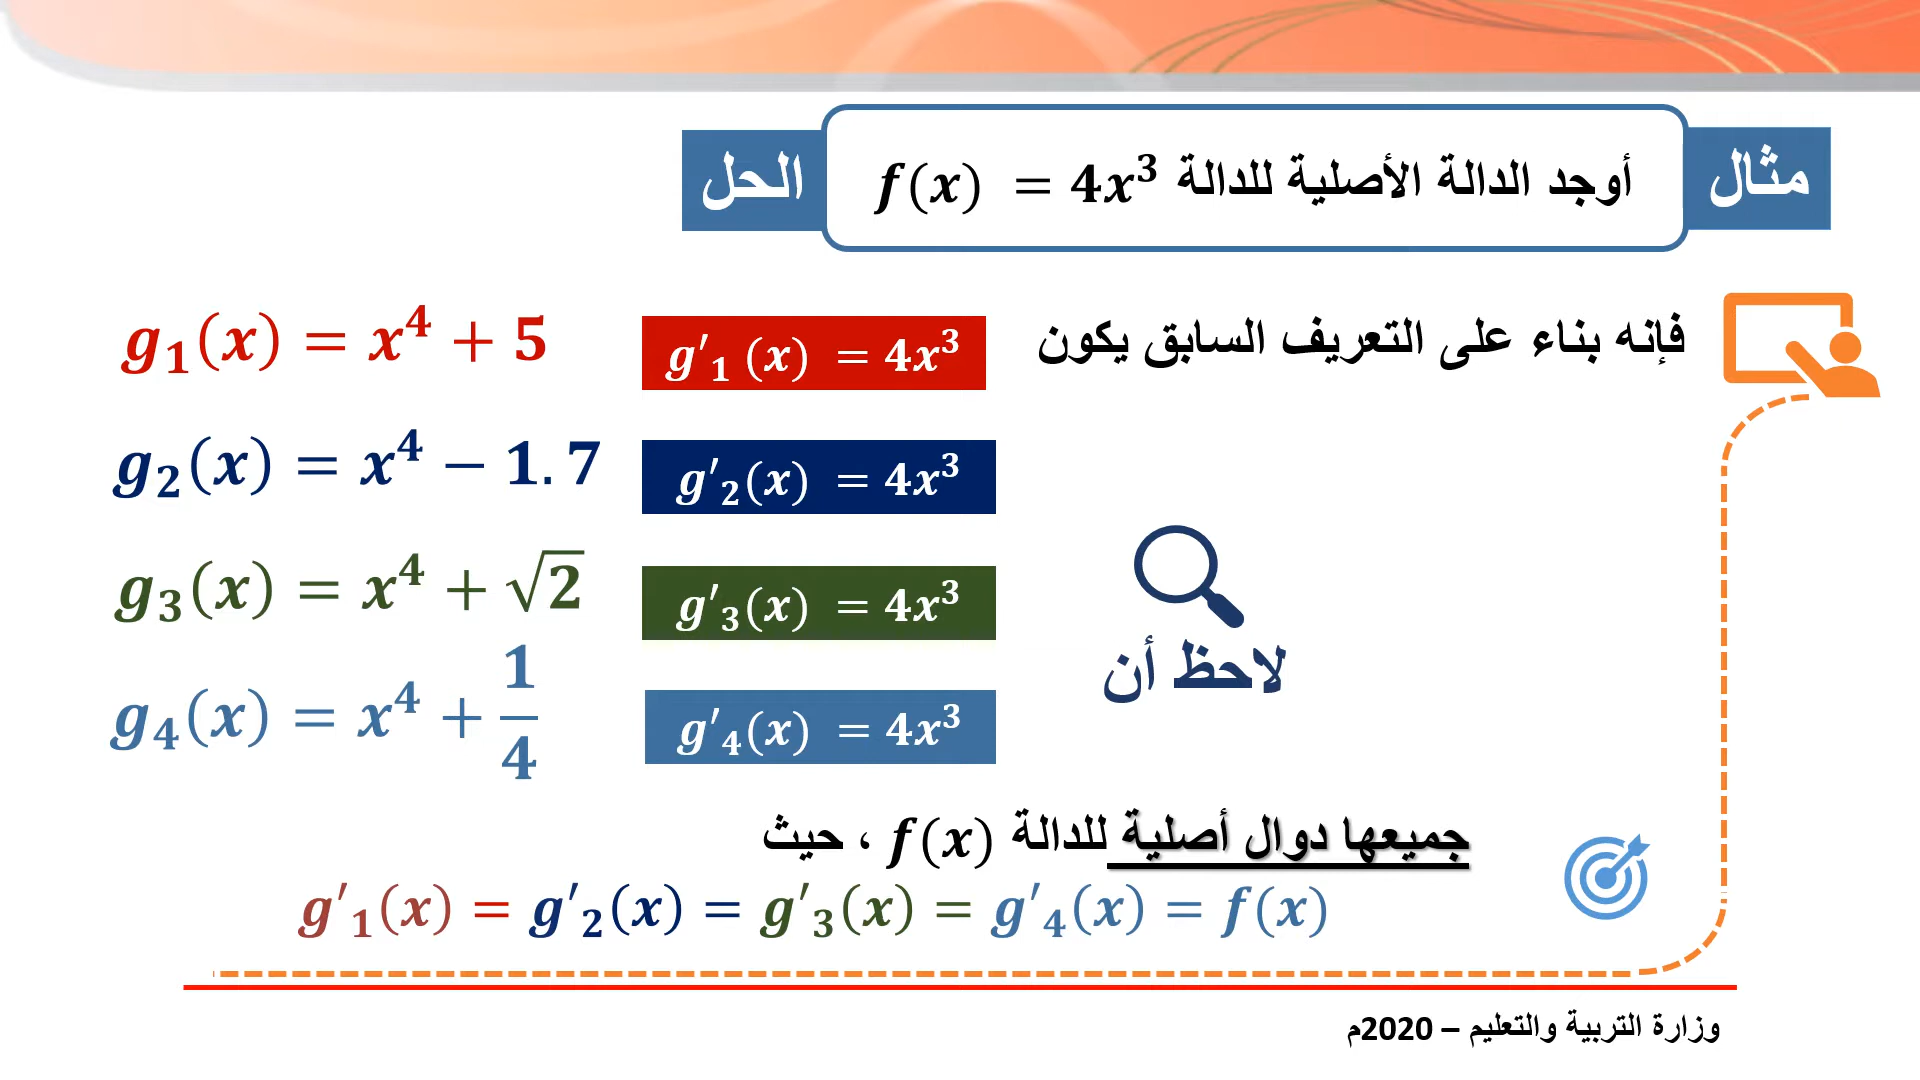 مثال
أوجد الدالة الأصلية للدالة f(x) = 4x³
الحل
فإنه بناء على التعريف السابق يكون
g₁(x) = x⁴ + 5
g′₁ (x) = 4x³
g₂(x) = x⁴ − 1.7
g′₂(x) = 4x³
g₃(x) = x⁴ + √2
g′₃(x) = 4x³
g₄(x) = x⁴ + 1/4
g′₄(x) = 4x³
لاحظ أن
جميعها دوال أصلية للدالة f(x) ، حيث
g′₁(x) = g′₂(x) = g′₃(x) = g′₄(x) = f(x)
وزارة التربية والتعليم – 2020م